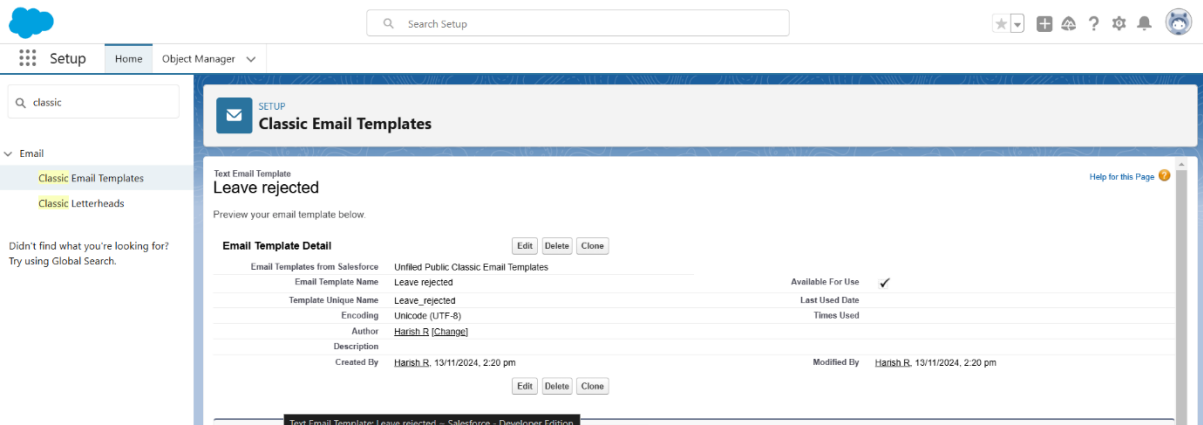 Search Setup
Setup
Home
Object Manager
classic
Email
Classic Email Templates
Classic Letterheads
Didn't find what you're looking for?
Try using Global Search.
SETUP
Classic Email Templates
Text Email Template
Leave rejected
Help for this Page
Preview your email template below.
Email Template Detail
Edit Delete Clone
Email Templates from Salesforce Unfiled Public Classic Email Templates
Email Template Name Leave rejected Available For Use
Template Unique Name Leave_rejected Last Used Date
Encoding Unicode (UTF-8) Times Used
Author Harish R [Change]
Description
Created By Harish R, 13/11/2024, 2:20 pm Modified By Harish R, 13/11/2024, 2:20 pm
Edit Delete Clone
Text Email Template: Leave rejected ~ Salesforce - Developer Edition